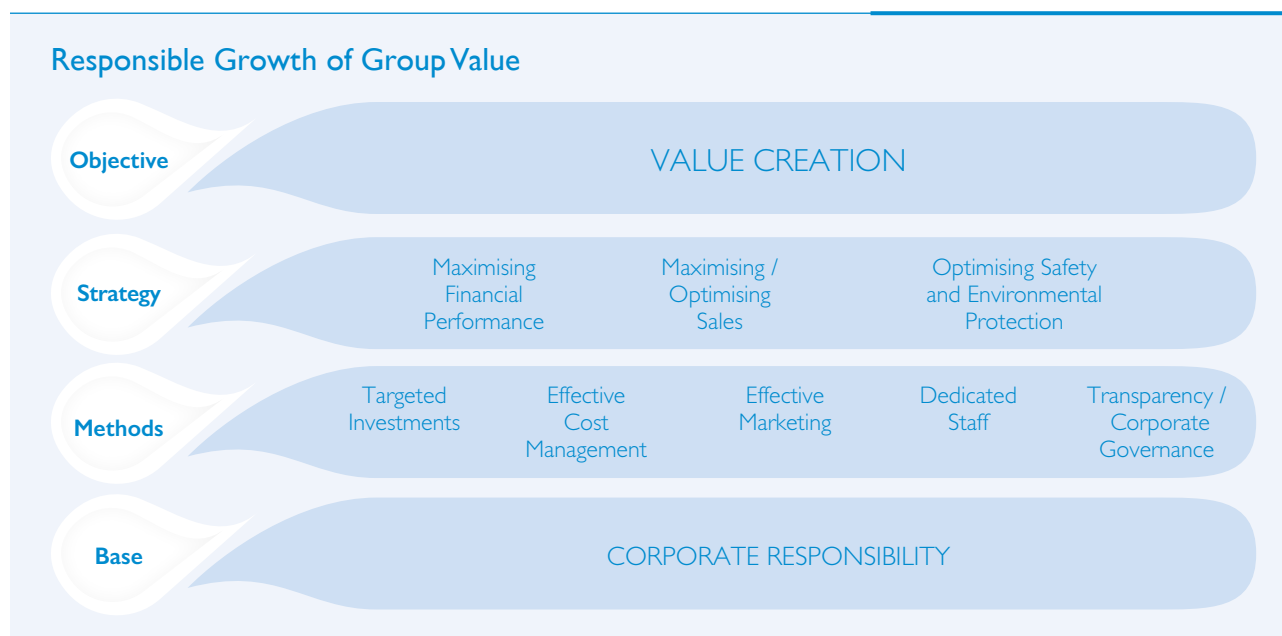 Responsible Growth of Group Value
Objective
VALUE CREATION
Strategy
Maximising
Financial
Performance
Maximising /
Optimising
Sales
Optimising Safety
and Environmental
Protection
Methods
Targeted
Investments
Effective
Cost
Management
Effective
Marketing
Dedicated
Staff
Transparency /
Corporate
Governance
Base
CORPORATE RESPONSIBILITY